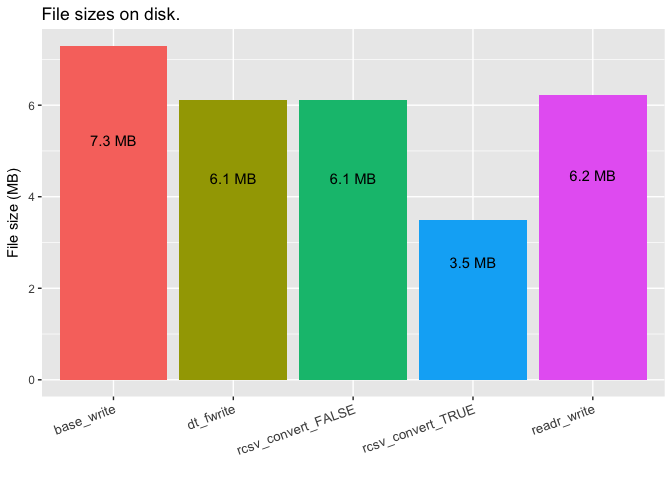 File sizes on disk.
File size (MB)
6
4
2
0
7.3 MB
6.1 MB
6.1 MB
3.5 MB
6.2 MB
base_write
dt_fwrite
rcsv_convert_FALSE
rcsv_convert_TRUE
readr_write